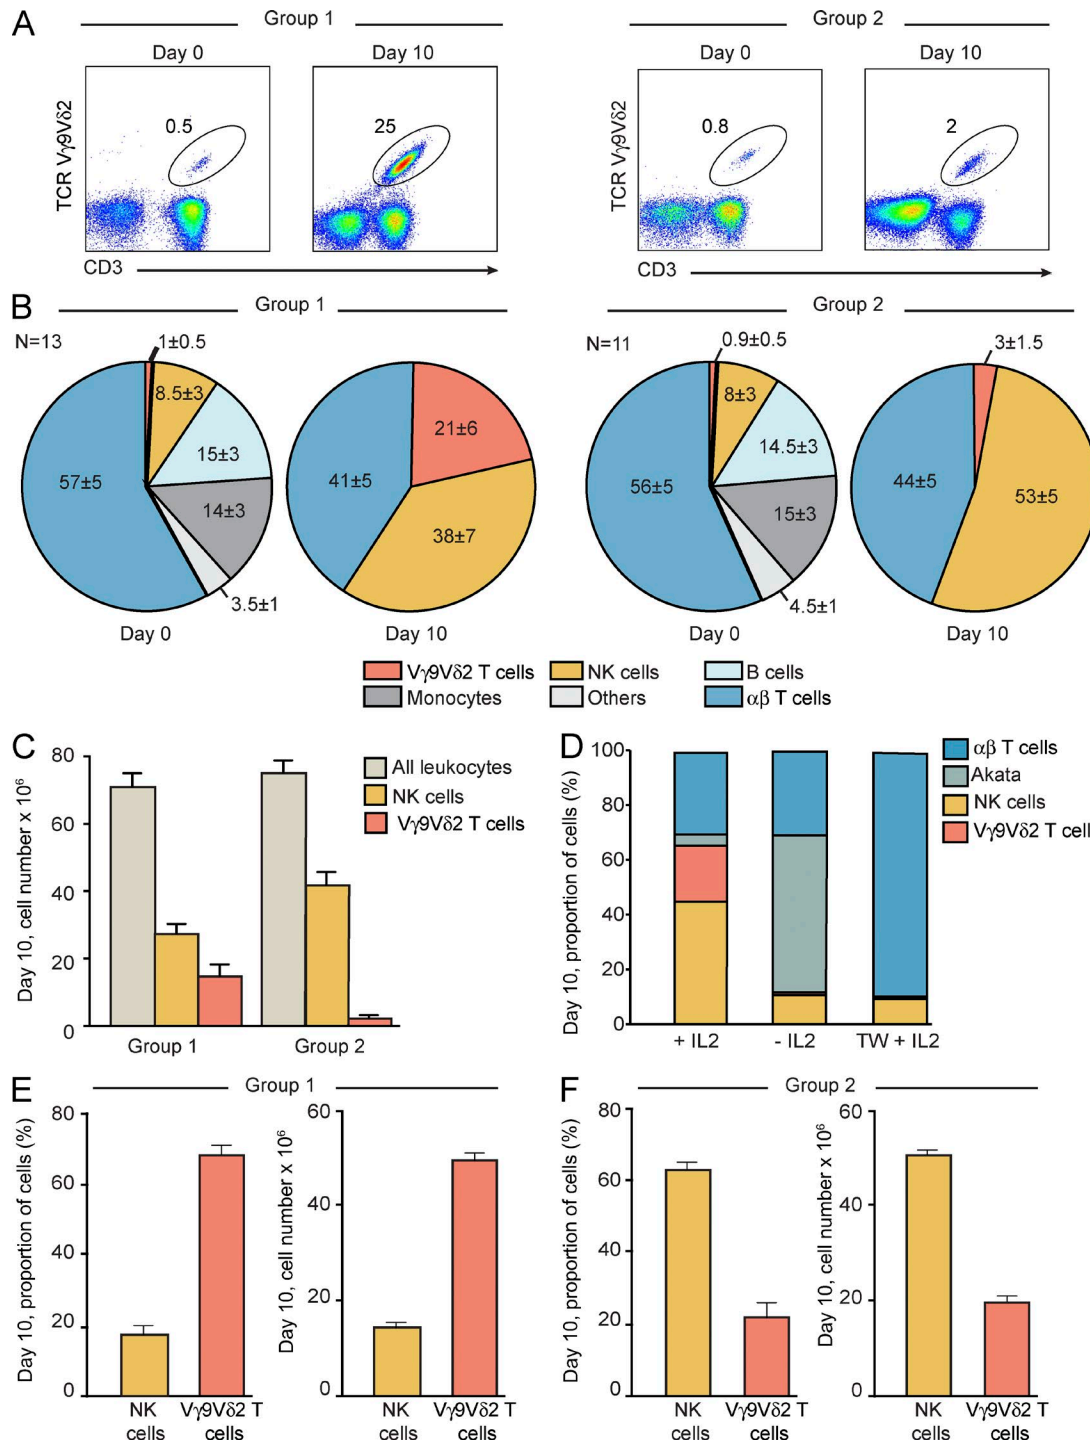 A
Group 1
Group 2
Day 0
Day 10
Day 0
Day 10
TCR Vγ9Vδ2
0.5
25
TCR Vγ9Vδ2
0.8
2
CD3
CD3
B
Group 1
Group 2
N=13
1±0.5
8.5±3
15±3
14±3
3.5±1
57±5
Day 0
21±6
41±5
38±7
Day 10
N=11
0.9±0.5
8±3
14.5±3
15±3
4.5±1
56±5
Day 0
3±1.5
44±5
53±5
Day 10
Vγ9Vδ2 T cells
NK cells
B cells
Monocytes
Others
αβ T cells
C
Day 10, cell number x 10⁶
80
60
40
20
0
All leukocytes
NK cells
Vγ9Vδ2 T cells
Group 1
Group 2
D
Day 10, proportion of cells (%)
100
80
60
40
20
0
αβ T cells
Akata
NK cells
Vγ9Vδ2 T cell
+ IL2
- IL2
TW + IL2
E
Group 1
Day 10, proportion of cells (%)
80
60
40
20
0
NK
cells
Vγ9Vδ2 T
cells
Day 10, cell number x 10⁶
60
40
20
0
NK
cells
Vγ9Vδ2 T
cells
F
Group 2
Day 10, proportion of cells (%)
80
60
40
20
0
NK
cells
Vγ9Vδ2 T
cells
Day 10, cell number x 10⁶
60
40
20
0
NK
cells
Vγ9Vδ2 T
cells